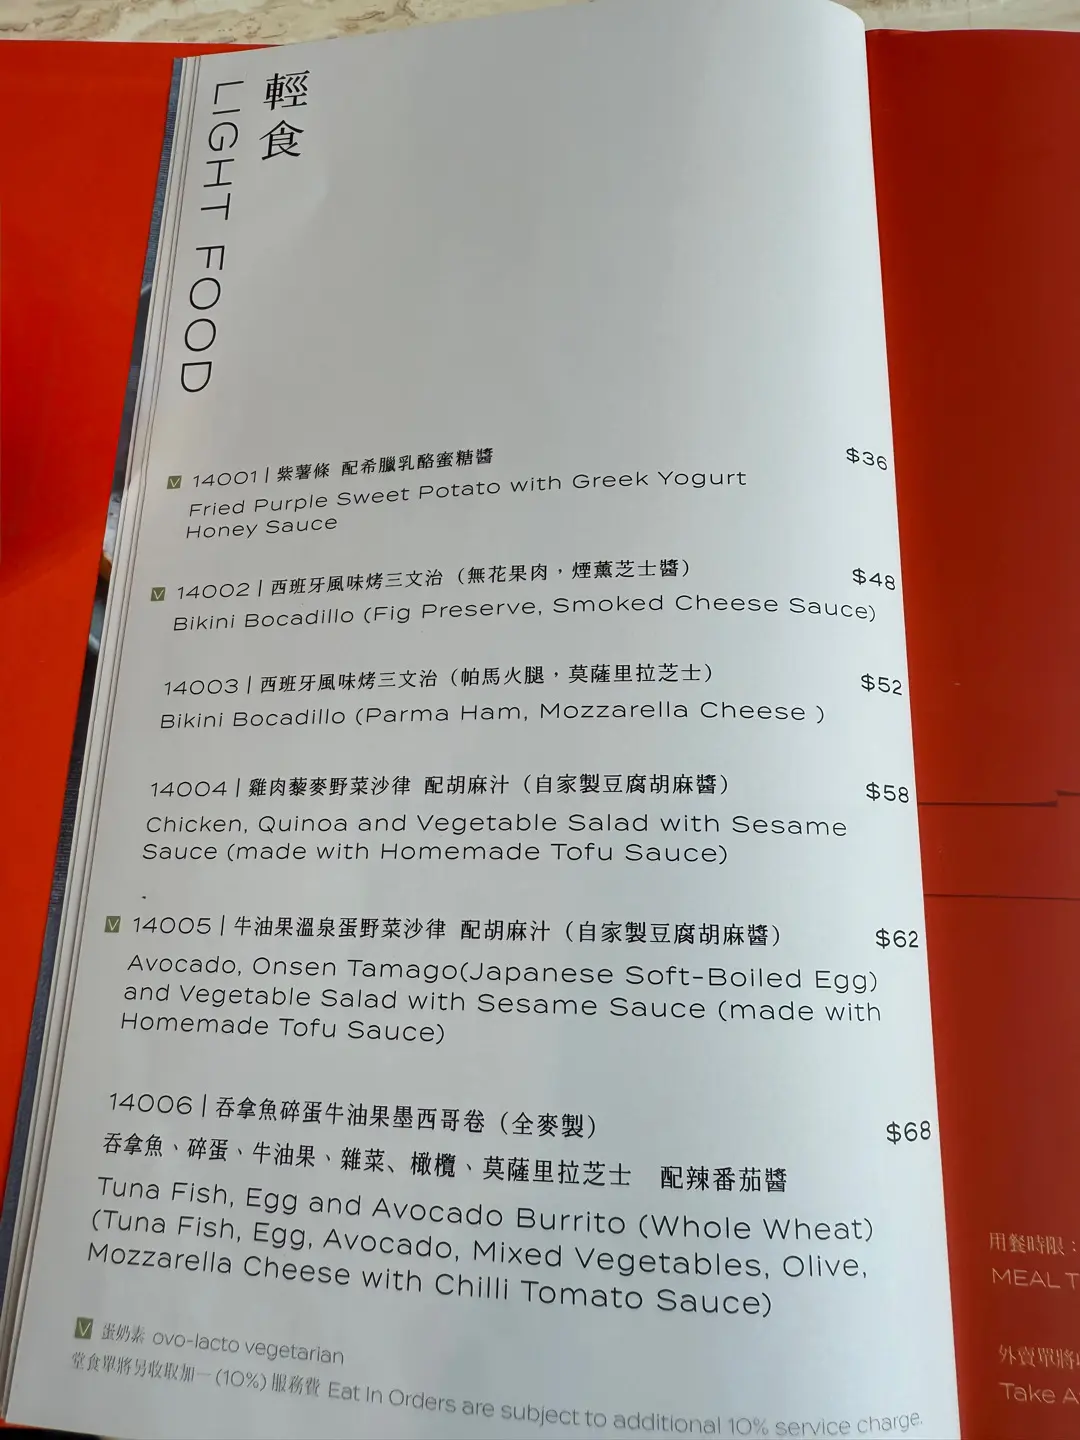 輕食
LIGHT FOOD
V 14001 | 紫薯條 配希臘乳酪蜜糖醬 $36
Fried Purple Sweet Potato with Greek Yogurt
Honey Sauce
V 14002 | 西班牙風味烤三文治（無花果肉，煙薰芝士醬） $48
Bikini Bocadillo (Fig Preserve, Smoked Cheese Sauce)
14003 | 西班牙風味烤三文治（帕馬火腿，莫薩里拉芝士） $52
Bikini Bocadillo (Parma Ham, Mozzarella Cheese )
14004 | 雞肉藜麥野菜沙律 配胡麻汁（自家製豆腐胡麻醬） $58
Chicken, Quinoa and Vegetable Salad with Sesame
Sauce (made with Homemade Tofu Sauce)
V 14005 | 牛油果溫泉蛋野菜沙律 配胡麻汁（自家製豆腐胡麻醬） $62
Avocado, Onsen Tamago(Japanese Soft-Boiled Egg)
and Vegetable Salad with Sesame Sauce (made with
Homemade Tofu Sauce)
14006 | 吞拿魚碎蛋牛油果墨西哥卷（全麥製） $68
吞拿魚、碎蛋、牛油果、雜菜、橄欖、莫薩里拉芝士 配辣番茄醬
Tuna Fish, Egg and Avocado Burrito (Whole Wheat)
(Tuna Fish, Egg, Avocado, Mixed Vegetables, Olive,
Mozzarella Cheese with Chilli Tomato Sauce)
V 蛋奶素 ovo-lacto vegetarian
堂食單將另收取加一 (10%) 服務費 Eat In Orders are subject to additional 10% service charge.
用餐時限：
MEAL T
外賣單將
Take A